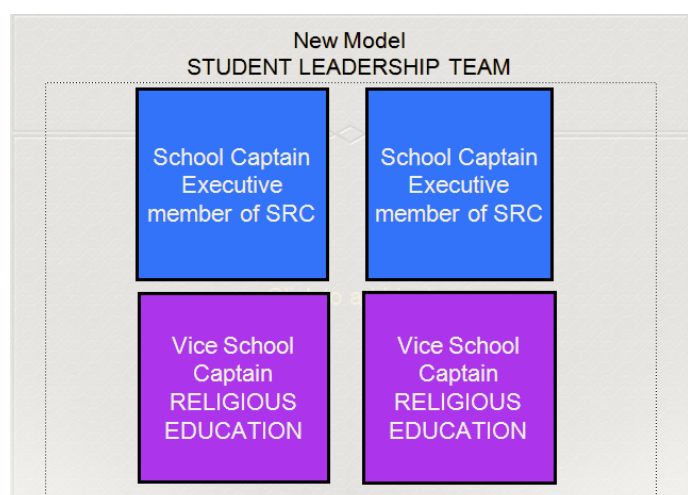 New Model
STUDENT LEADERSHIP TEAM
School Captain
Executive
member of SRC
School Captain
Executive
member of SRC
Vice School
Captain
RELIGIOUS
EDUCATION
Vice School
Captain
RELIGIOUS
EDUCATION